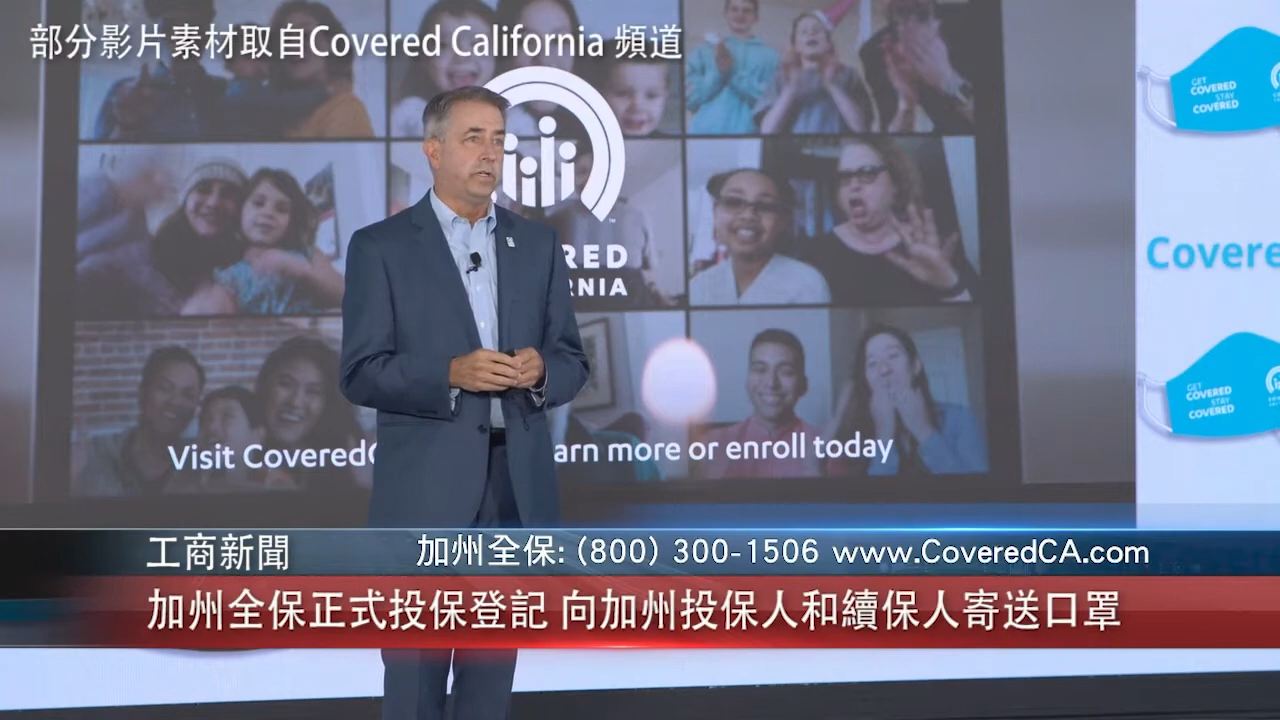 部分影片素材取自Covered California 頻道
GET
COVERED
STAY
COVERED
RED
RNIA
Covere
GET
COVERED
STAY
COVERED
Visit CoveredC arn more or enroll today
工商新聞 加州全保: (800) 300-1506 www.CoveredCA.com
加州全保正式投保登記 向加州投保人和續保人寄送口罩